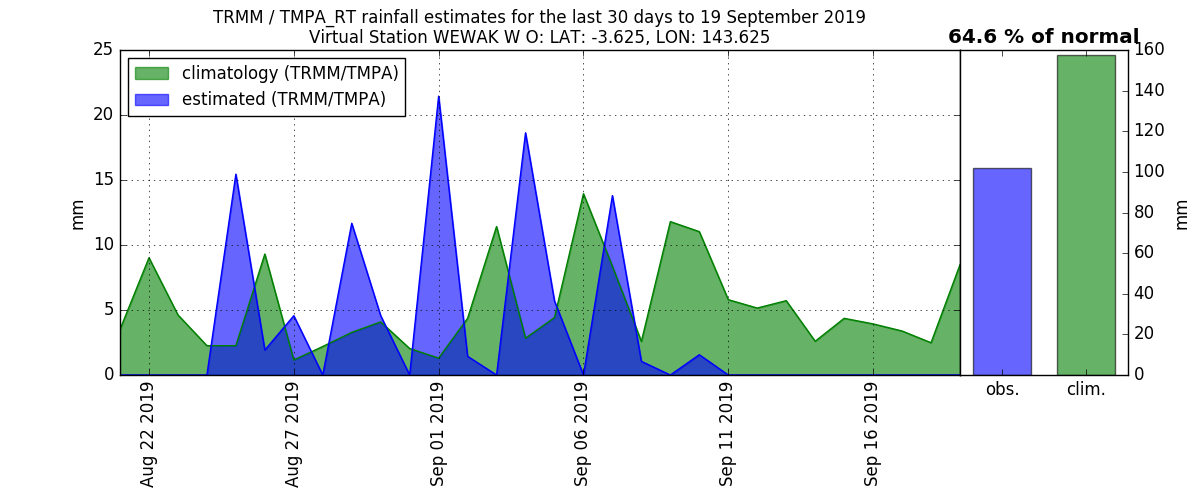 TRMM / TMPA_RT rainfall estimates for the last 30 days to 19 September 2019
Virtual Station WEWAK W O: LAT: -3.625, LON: 143.625
64.6 % of normal
climatology (TRMM/TMPA)
estimated (TRMM/TMPA)
mm
25
20
15
10
5
0
Aug 22 2019
Aug 27 2019
Sep 01 2019
Sep 06 2019
Sep 11 2019
Sep 16 2019
obs.
clim.
160
140
120
100
80
60
40
20
0
mm